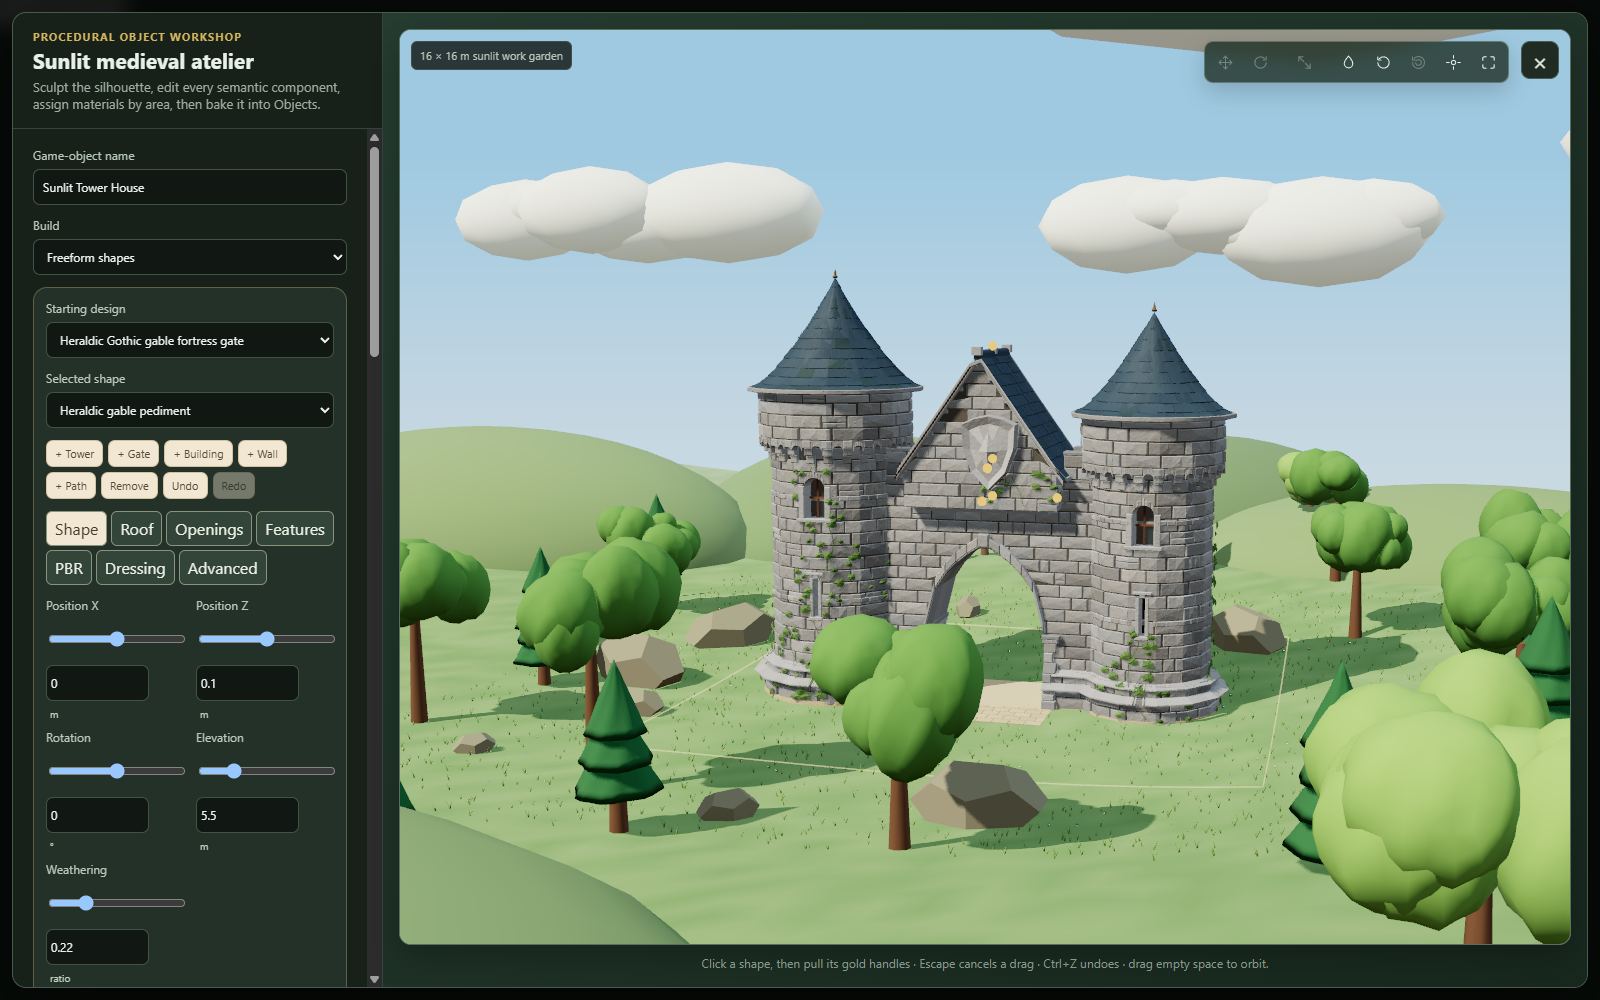 PROCEDURAL OBJECT WORKSHOP
Sunlit medieval atelier
Sculpt the silhouette, edit every semantic component,
assign materials by area, then bake it into Objects.
Game-object name
Sunlit Tower House
Build
Freeform shapes
Starting design
Heraldic Gothic gable fortress gate
Selected shape
Heraldic gable pediment
+ Tower + Gate + Building + Wall
+ Path Remove Undo Redo
Shape Roof Openings Features
PBR Dressing Advanced
Position X Position Z
0 0.1
m m
Rotation Elevation
0 5.5
° m
Weathering
0.22
ratio
16 × 16 m sunlit work garden
Click a shape, then pull its gold handles · Escape cancels a drag · Ctrl+Z undoes · drag empty space to orbit.